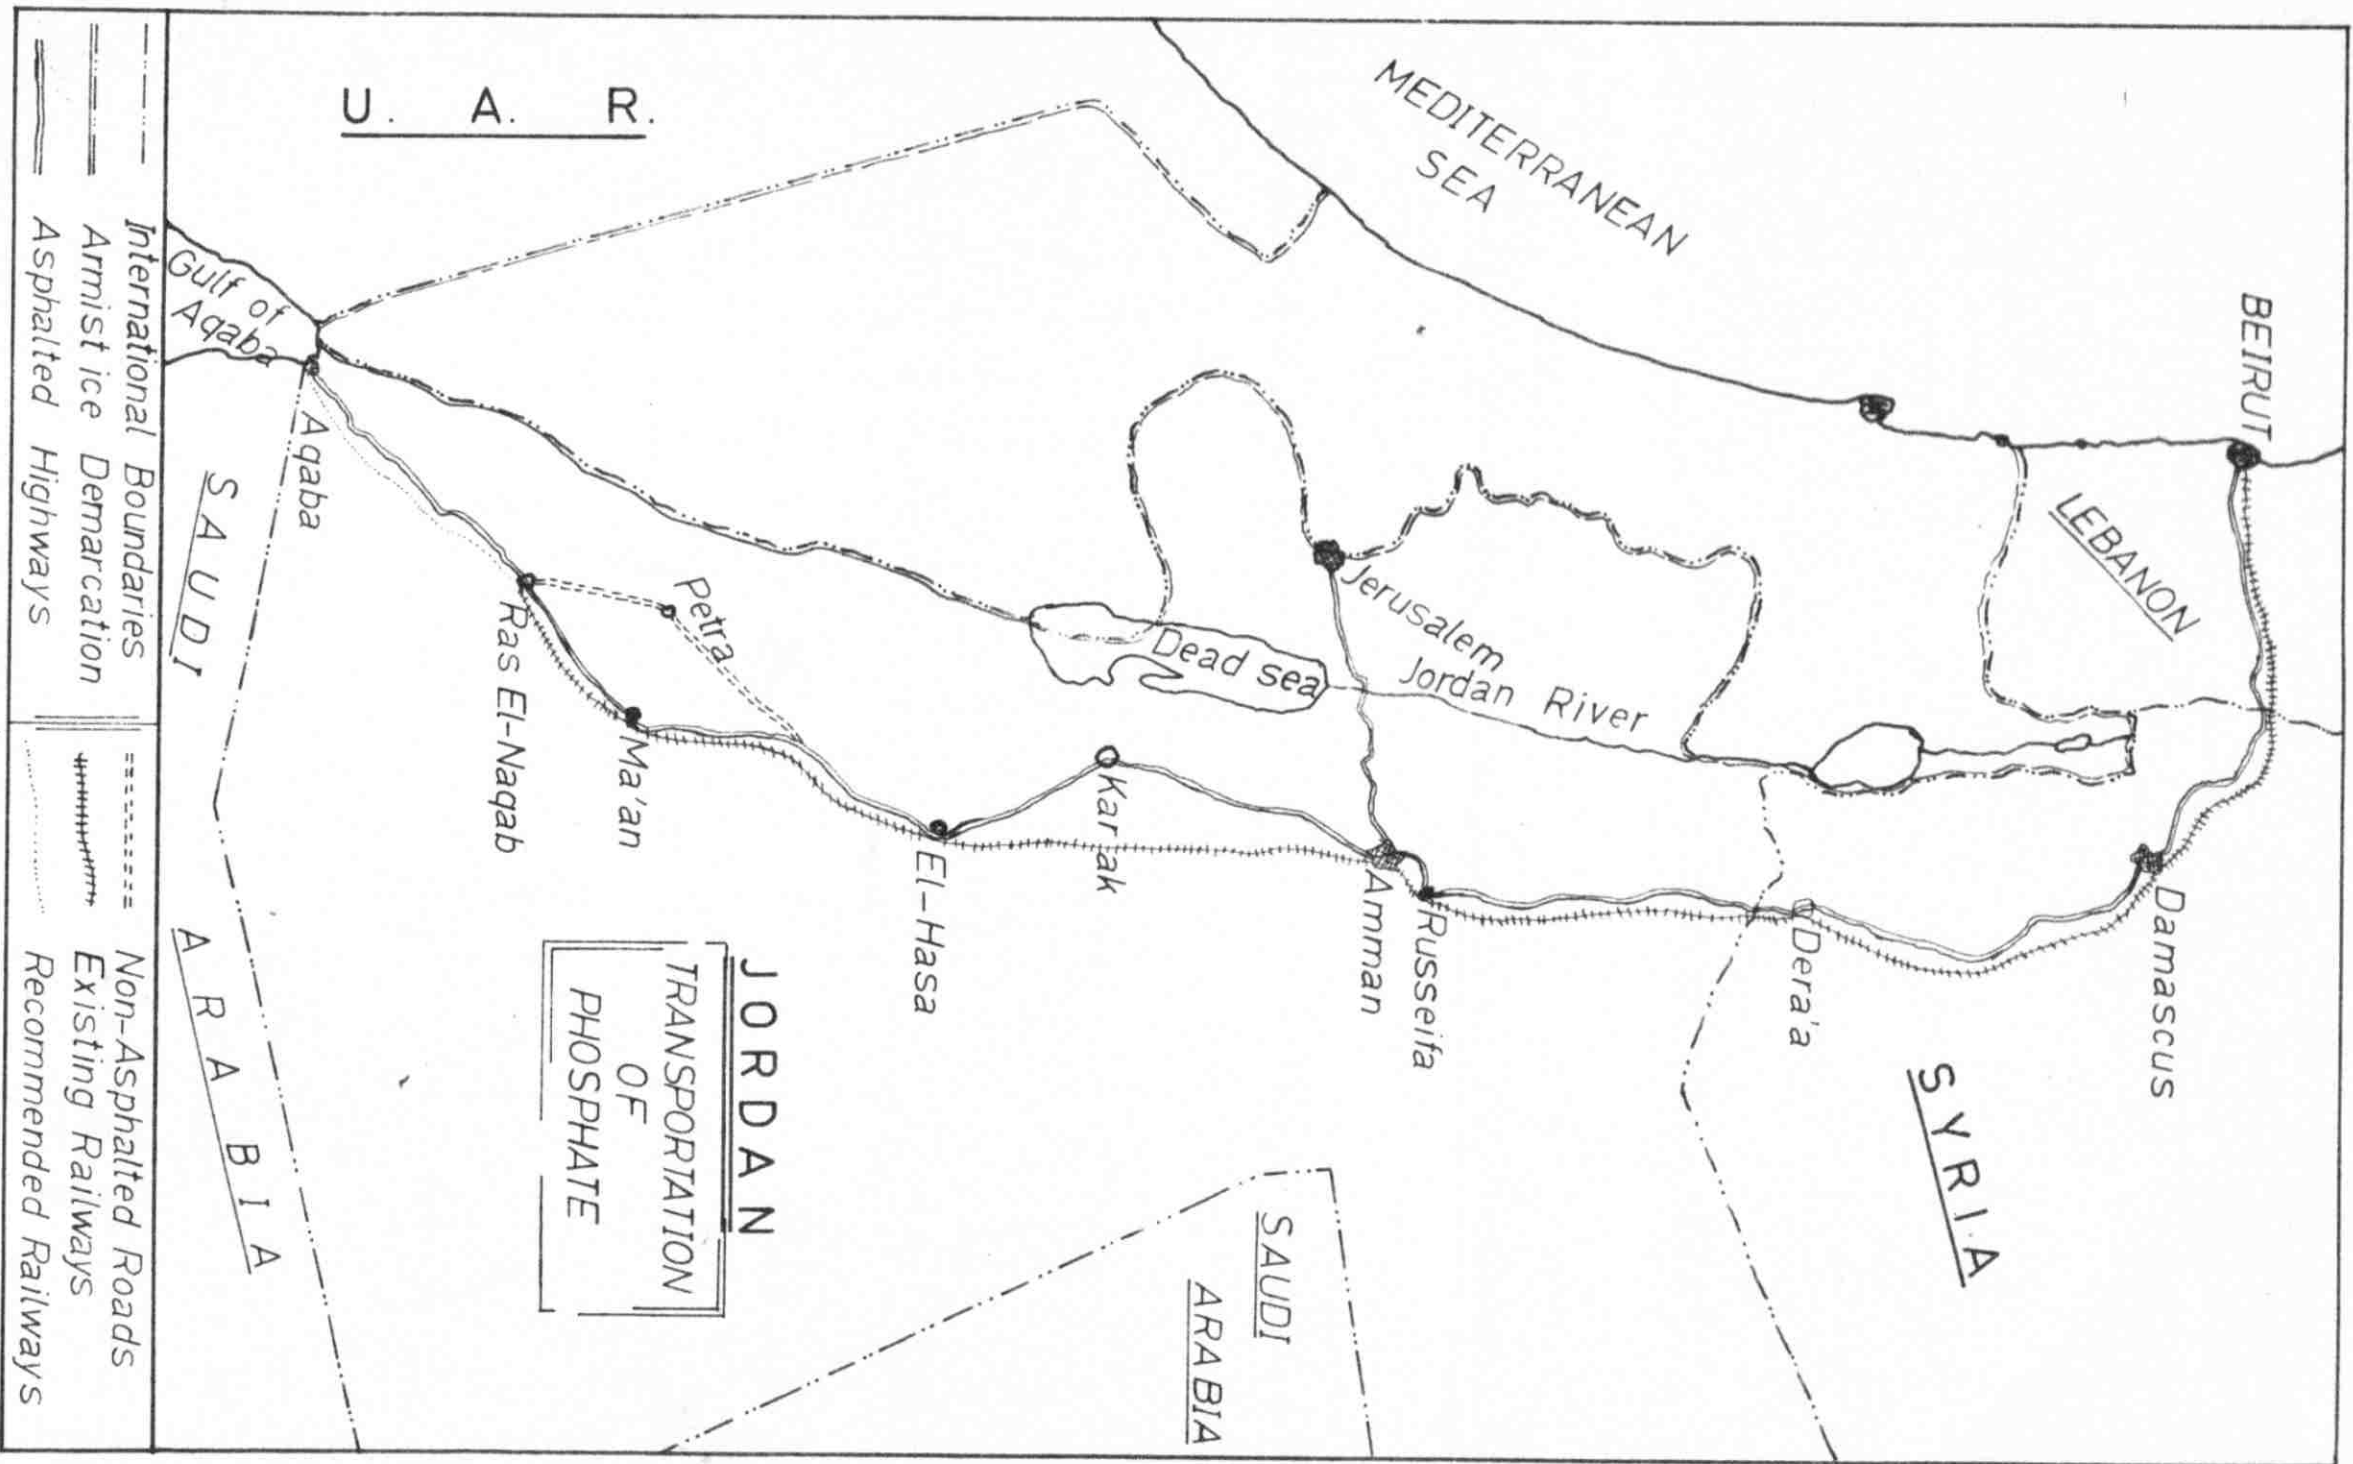 BEIRUT
LEBANON
Damascus
SYRIA
MEDITERRANEAN
SEA
Dera'a
Jordan River
Jerusalem
Russeifa
Amman
Dead sea
SAUDI
ARABIA
Karrak
El-Hasa
JORDAN
TRANSPORTATION
OF
PHOSPHATE
Petra
Ma'an
Ras El-Naqab
U. A. R.
Aqaba
Gulf of
Aqaba
SAUDI ARABIA
International Boundaries
Armistice Demarcation
Asphalted Highways
Non-Asphalted Roads
Existing Railways
Recommended Railways